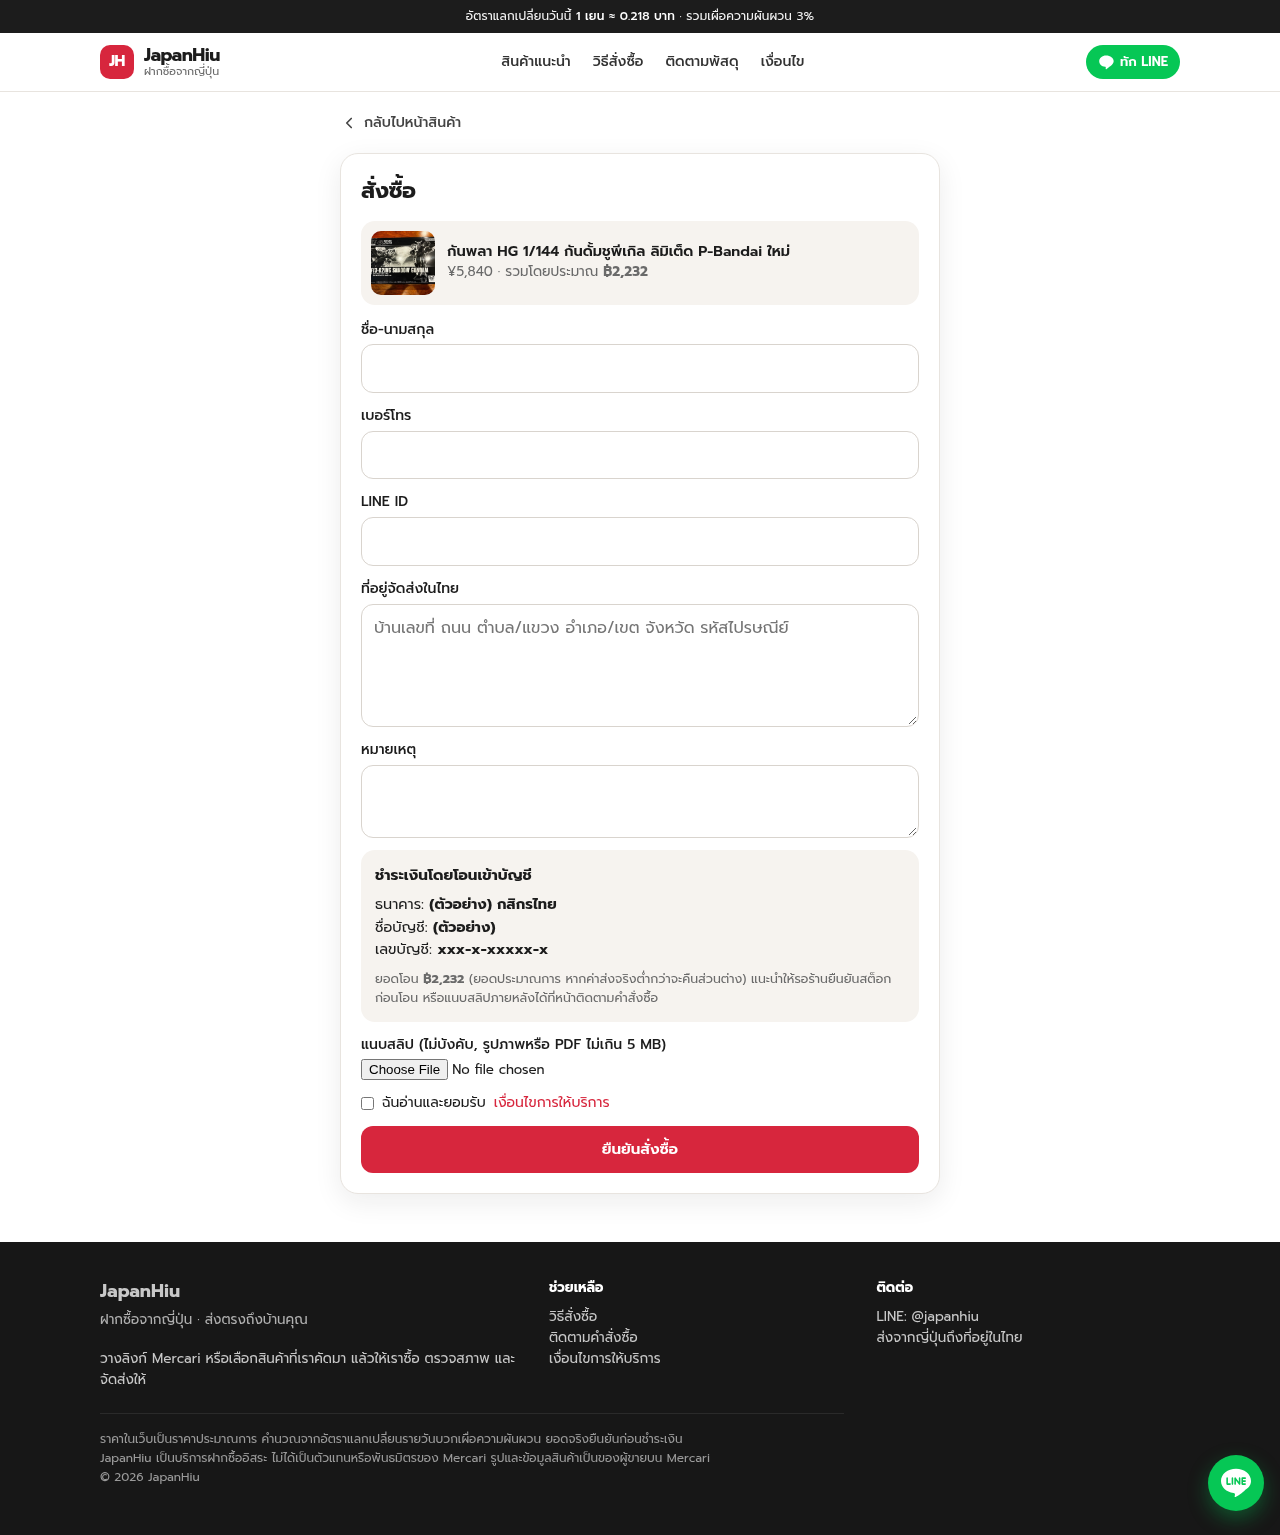 อัตราแลกเปลี่ยนวันนี้ 1 เยน ≈ 0.218 บาท · รวมเผื่อความผันผวน 3%
JH
JapanHiu
ฝากซื้อจากญี่ปุ่น
สินค้าแนะนำ วิธีสั่งซื้อ ติดตามพัสดุ เงื่อนไข
ทัก LINE
กลับไปหน้าสินค้า
สั่งซื้อ
กันพลา HG 1/144 กันดั้มชูพีเกิล ลิมิเต็ด P-Bandai ใหม่
¥5,840 · รวมโดยประมาณ ฿2,232
ชื่อ-นามสกุล
เบอร์โทร
LINE ID
ที่อยู่จัดส่งในไทย
บ้านเลขที่ ถนน ตำบล/แขวง อำเภอ/เขต จังหวัด รหัสไปรษณีย์
หมายเหตุ
ชำระเงินโดยโอนเข้าบัญชี
ธนาคาร: (ตัวอย่าง) กสิกรไทย
ชื่อบัญชี: (ตัวอย่าง)
เลขบัญชี: xxx-x-xxxxx-x
ยอดโอน ฿2,232 (ยอดประมาณการ หากค่าส่งจริงต่ำกว่าจะคืนส่วนต่าง) แนะนำให้รอร้านยืนยันสต็อก
ก่อนโอน หรือแนบสลิปภายหลังได้ที่หน้าติดตามคำสั่งซื้อ
แนบสลิป (ไม่บังคับ, รูปภาพหรือ PDF ไม่เกิน 5 MB)
Choose File No file chosen
ฉันอ่านและยอมรับ เงื่อนไขการให้บริการ
ยืนยันสั่งซื้อ
JapanHiu
ฝากซื้อจากญี่ปุ่น · ส่งตรงถึงบ้านคุณ
วางลิงก์ Mercari หรือเลือกสินค้าที่เราคัดมา แล้วให้เราซื้อ ตรวจสภาพ และ
จัดส่งให้
ช่วยเหลือ
วิธีสั่งซื้อ
ติดตามคำสั่งซื้อ
เงื่อนไขการให้บริการ
ติดต่อ
LINE: @japanhiu
ส่งจากญี่ปุ่นถึงที่อยู่ในไทย
ราคาในเว็บเป็นราคาประมาณการ คำนวณจากอัตราแลกเปลี่ยนรายวันบวกเผื่อความผันผวน ยอดจริงยืนยันก่อนชำระเงิน
JapanHiu เป็นบริการฝากซื้ออิสระ ไม่ได้เป็นตัวแทนหรือพันธมิตรของ Mercari รูปและข้อมูลสินค้าเป็นของผู้ขายบน Mercari
© 2026 JapanHiu
LINE